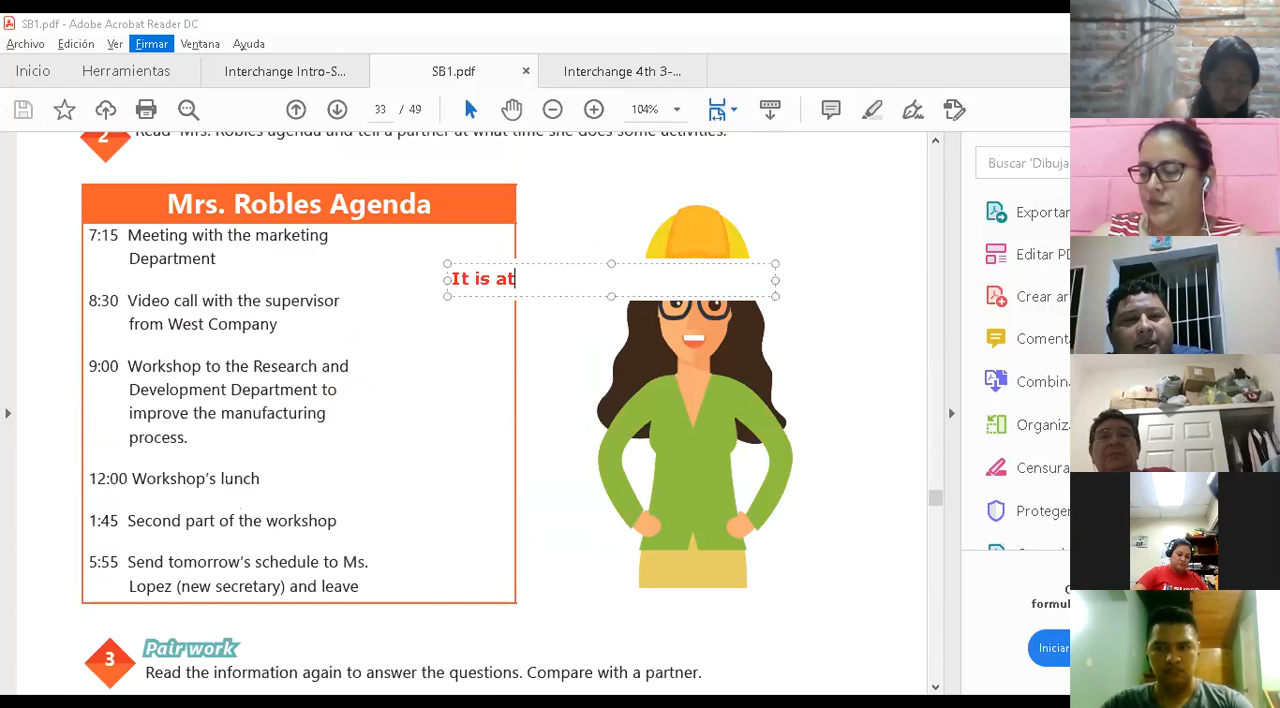 SB1.pdf - Adobe Acrobat Reader DC
Archivo Edición Ver Firmar Ventana Ayuda
Inicio Herramientas Interchange Intro-S... SB1.pdf × Interchange 4th 3-...
33 / 49 104%
2 Read Mrs. Robles agenda and tell a partner at what time she does some activities.
Buscar 'Dibuja
Mrs. Robles Agenda
7:15 Meeting with the marketing
Department
It is at
8:30 Video call with the supervisor
from West Company
9:00 Workshop to the Research and
Development Department to
improve the manufacturing
process.
12:00 Workshop's lunch
1:45 Second part of the workshop
5:55 Send tomorrow's schedule to Ms.
Lopez (new secretary) and leave
3 Pair work
Read the information again to answer the questions. Compare with a partner.
Exportar
Editar PD
Crear ar
Comenta
Combina
Organiza
Censura
Proteger
formul
Iniciar